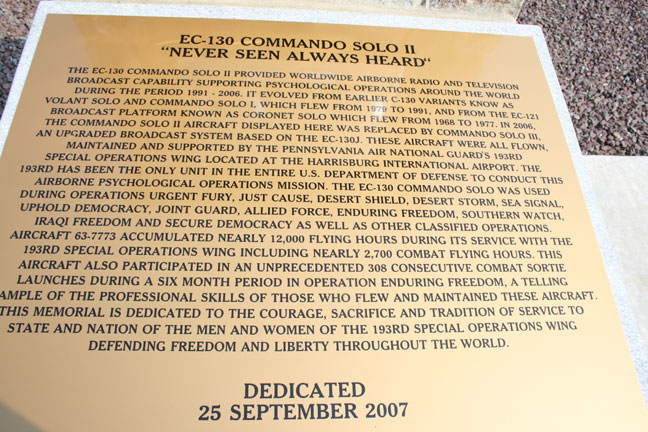 EC-130 COMMANDO SOLO II
"NEVER SEEN ALWAYS HEARD"
THE EC-130 COMMANDO SOLO II PROVIDED WORLDWIDE AIRBORNE RADIO AND TELEVISION
BROADCAST CAPABILITY SUPPORTING PSYCHOLOGICAL OPERATIONS AROUND THE WORLD
DURING THE PERIOD 1991 - 2006. IT EVOLVED FROM EARLIER C-130 VARIANTS KNOW AS
VOLANT SOLO AND COMMANDO SOLO I, WHICH FLEW FROM 1979 TO 1991, AND FROM THE EC-121
BROADCAST PLATFORM KNOWN AS CORONET SOLO WHICH FLEW FROM 1968 TO 1977. IN 2006,
THE COMMANDO SOLO II AIRCRAFT DISPLAYED HERE WAS REPLACED BY COMMANDO SOLO III,
AN UPGRADED BROADCAST SYSTEM BASED ON THE EC-130J. THESE AIRCRAFT WERE ALL FLOWN,
MAINTAINED AND SUPPORTED BY THE PENNSYLVANIA AIR NATIONAL GUARD'S 193RD
SPECIAL OPERATIONS WING LOCATED AT THE HARRISBURG INTERNATIONAL AIRPORT. THE
193RD HAS BEEN THE ONLY UNIT IN THE ENTIRE U.S. DEPARTMENT OF DEFENSE TO CONDUCT THIS
AIRBORNE PSYCHOLOGICAL OPERATIONS MISSION. THE EC-130 COMMANDO SOLO WAS USED
DURING OPERATIONS URGENT FURY, JUST CAUSE, DESERT SHIELD, DESERT STORM, SEA SIGNAL,
UPHOLD DEMOCRACY, JOINT GUARD, ALLIED FORCE, ENDURING FREEDOM, SOUTHERN WATCH,
IRAQI FREEDOM AND SECURE DEMOCRACY AS WELL AS OTHER CLASSIFIED OPERATIONS.
AIRCRAFT 63-7773 ACCUMULATED NEARLY 12,000 FLYING HOURS DURING ITS SERVICE WITH THE
193RD SPECIAL OPERATIONS WING INCLUDING NEARLY 2,700 COMBAT FLYING HOURS. THIS
AIRCRAFT ALSO PARTICIPATED IN AN UNPRECEDENTED 308 CONSECUTIVE COMBAT SORTIE
LAUNCHES DURING A SIX MONTH PERIOD IN OPERATION ENDURING FREEDOM, A TELLING
AMPLE OF THE PROFESSIONAL SKILLS OF THOSE WHO FLEW AND MAINTAINED THESE AIRCRAFT.
THIS MEMORIAL IS DEDICATED TO THE COURAGE, SACRIFICE AND TRADITION OF SERVICE TO
STATE AND NATION OF THE MEN AND WOMEN OF THE 193RD SPECIAL OPERATIONS WING
DEFENDING FREEDOM AND LIBERTY THROUGHOUT THE WORLD.
DEDICATED
25 SEPTEMBER 2007